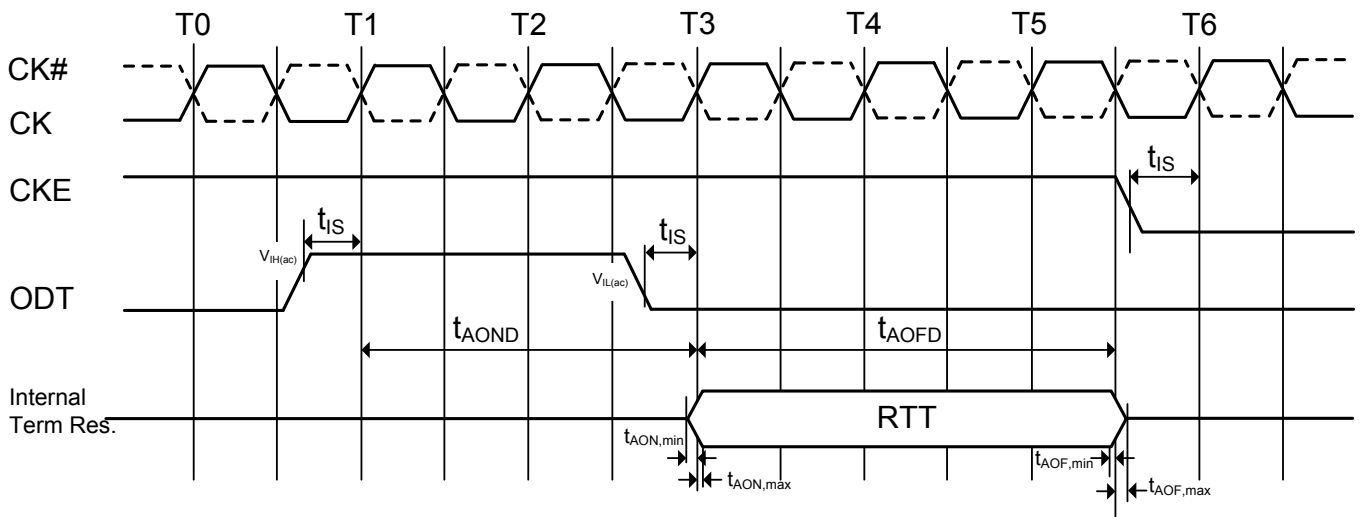 T0 T1 T2 T3 T4 T5 T6
CK#
CK
CKE
tIS
tIS
tIS
VIH(ac)
VIL(ac)
ODT
tAOND
tAOFD
Internal
Term Res.
RTT
tAON,min
tAOF,min
tAON,max
tAOF,max